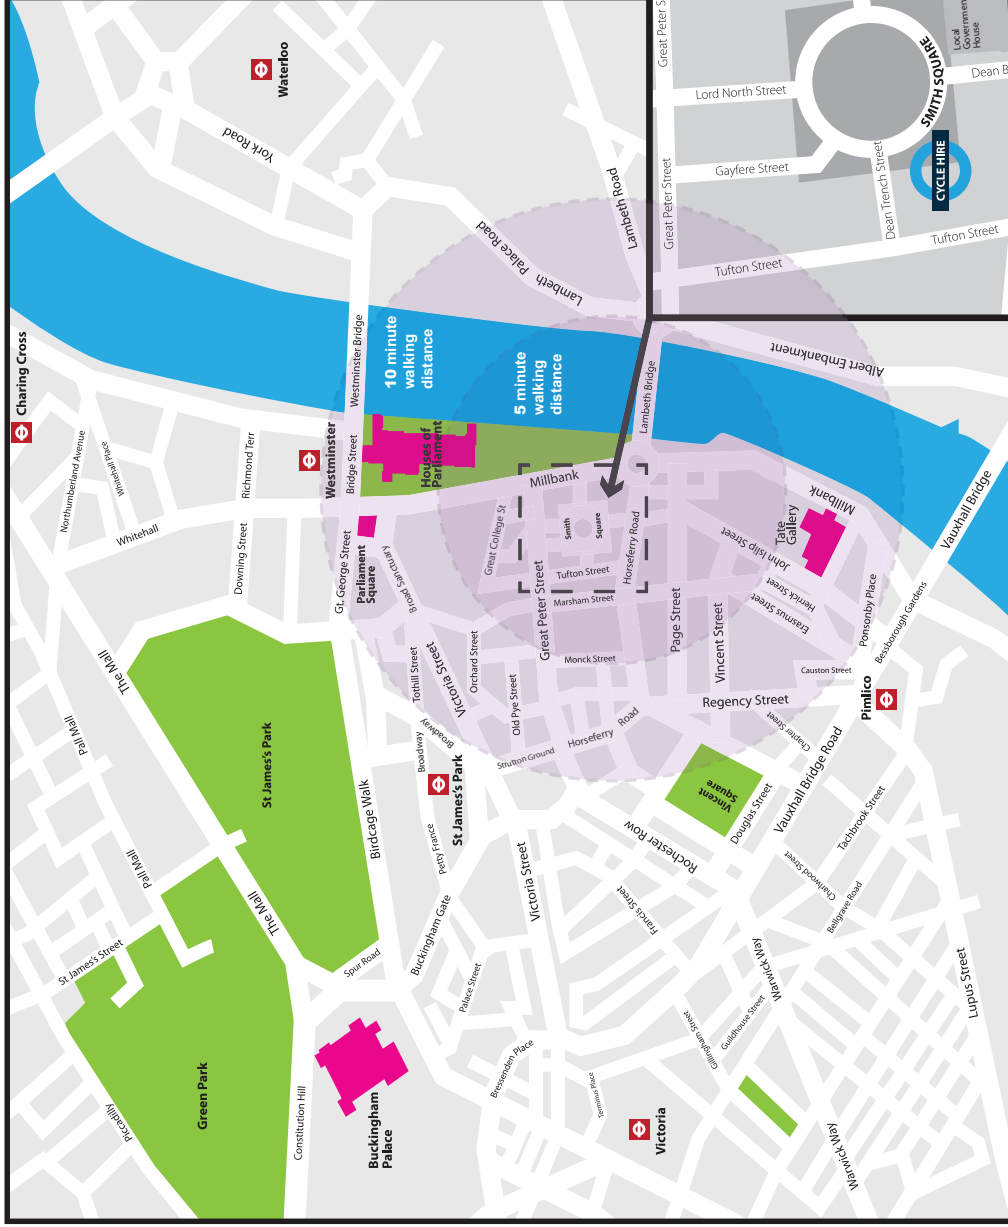 Waterloo
York Road
Charing Cross
Northumberland Avenue
Whitehall Place
Whitehall
Richmond Terr
Downing Street
Westminster
Westminster Bridge
Bridge Street
Gt. George Street
Parliament
Square
Broad Sanctuary
Houses of
Parliament
10 minute
walking
distance
5 minute
walking
distance
Lambeth Palace Road
Lambeth Road
Lambeth Bridge
Albert Embankment
Millbank
Great College St
Smith
Square
Tufton Street
Horseferry Road
Marsham Street
Great Peter Street
Monck Street
Page Street
Vincent Street
John Islip Street
Tate
Gallery
Millbank
Herrick Street
Erasmus Street
Ponsonby Place
Causton Street
Bessborough Gardens
Vauxhall Bridge
Regency Street
Chapter Street
Pimlico
Vauxhall Bridge Road
Tachbrook Street
Charlwood Street
Bellgrave Road
Douglas Street
Vincent
Square
Rochester Row
Horseferry Road
Strutton Ground
Old Pye Street
Orchard Street
Victoria Street
Tothill Street
Broadway
Broadway
St James's Park
Petty France
Birdcage Walk
St James's Park
The Mall
Pall Mall
Pall Mall
The Mall
St James's Street
Spur Road
Buckingham Gate
Palace Street
Victoria Street
Francis Street
Warwick Way
Guildhouse Street
Gillingham Street
Lupus Street
Warwick Way
Bressenden Place
Terminus Place
Victoria
Buckingham
Palace
Constitution Hill
Green Park
Piccadilly
Great Peter S
Great Peter Street
Lord North Street
Gayfere Street
SMITH SQUARE
Local
Governmen
House
Dean B
Dean Trench Street
CYCLE HIRE
Tufton Street
Tufton Street